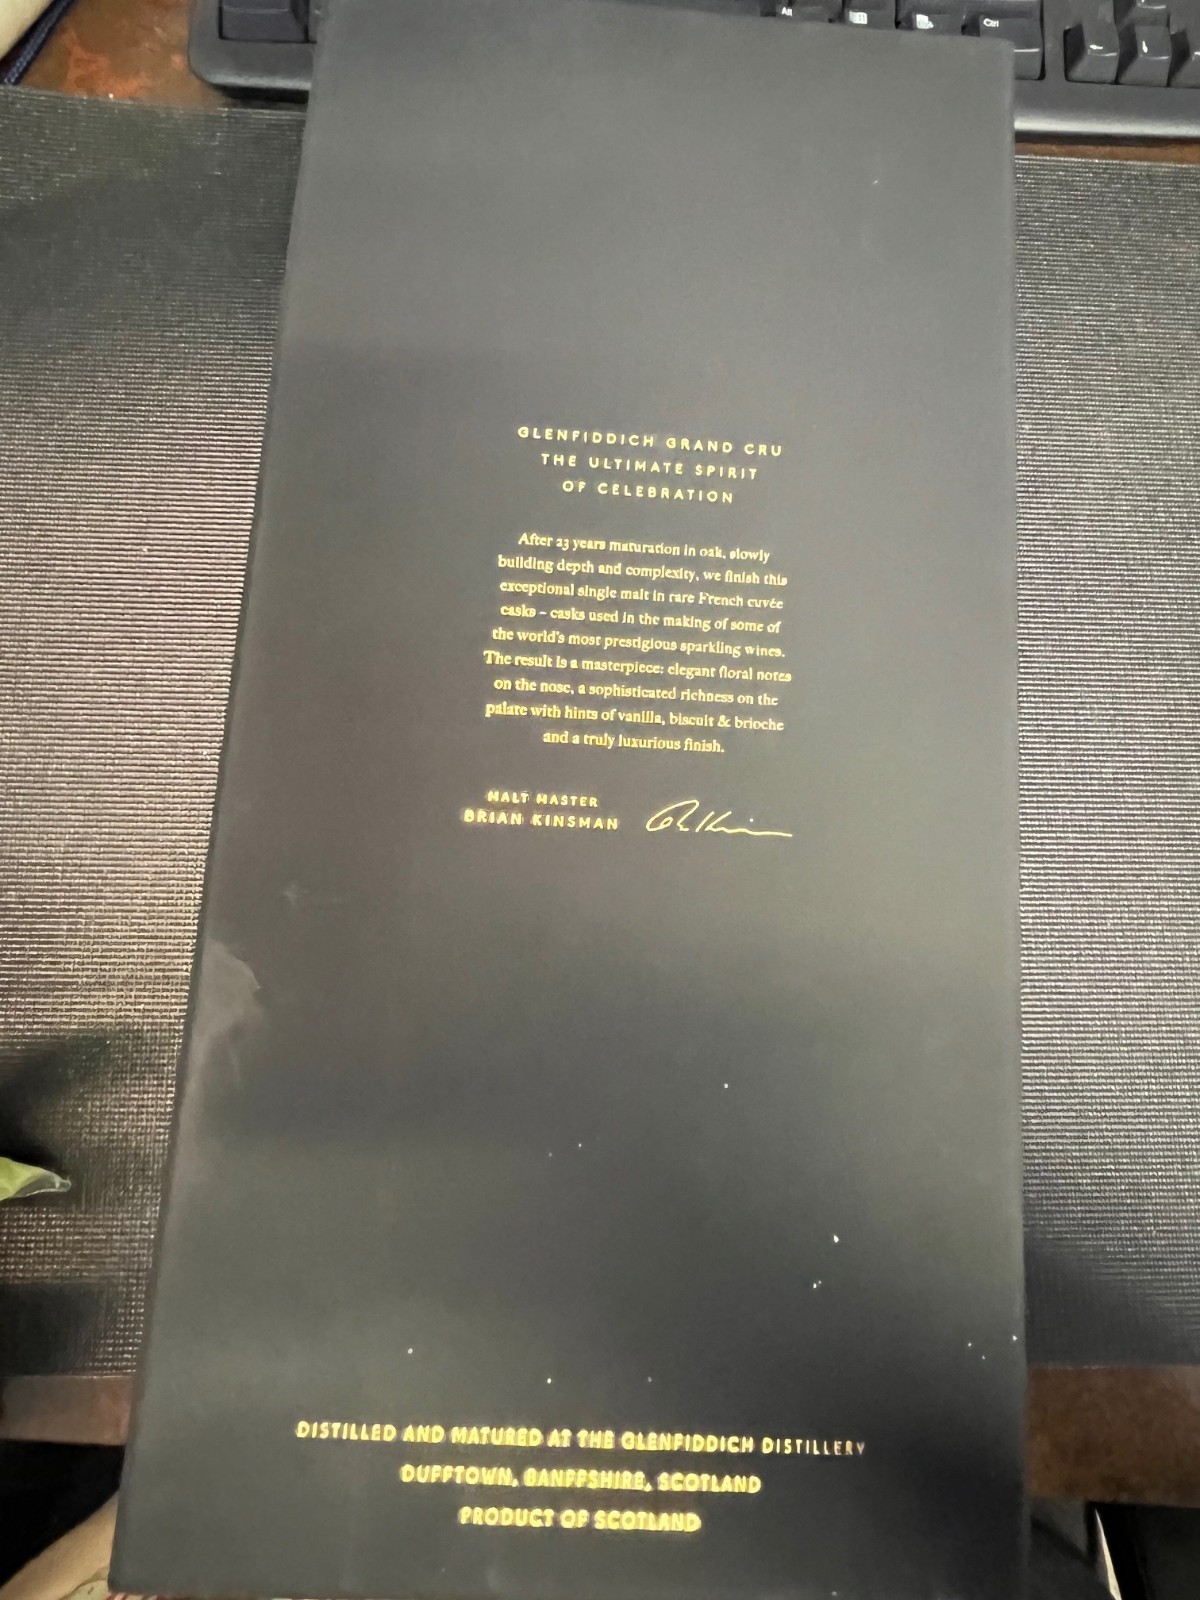 Alt
Ctrl
GLENFIDDICH GRAND CRU
THE ULTIMATE SPIRIT
OF CELEBRATION
After 23 years maturation in oak, slowly
building depth and complexity, we finish this
exceptional single malt in rare French cuvée
casks – casks used in the making of some of
the world's most prestigious sparkling wines.
The result is a masterpiece: elegant floral notes
on the nose, a sophisticated richness on the
palate with hints of vanilla, biscuit & brioche
and a truly luxurious finish.
MALT MASTER
BRIAN KINSMAN
DISTILLED AND MATURED AT THE GLENFIDDICH DISTILLERY
DUFFTOWN, BANFFSHIRE, SCOTLAND
PRODUCT OF SCOTLAND